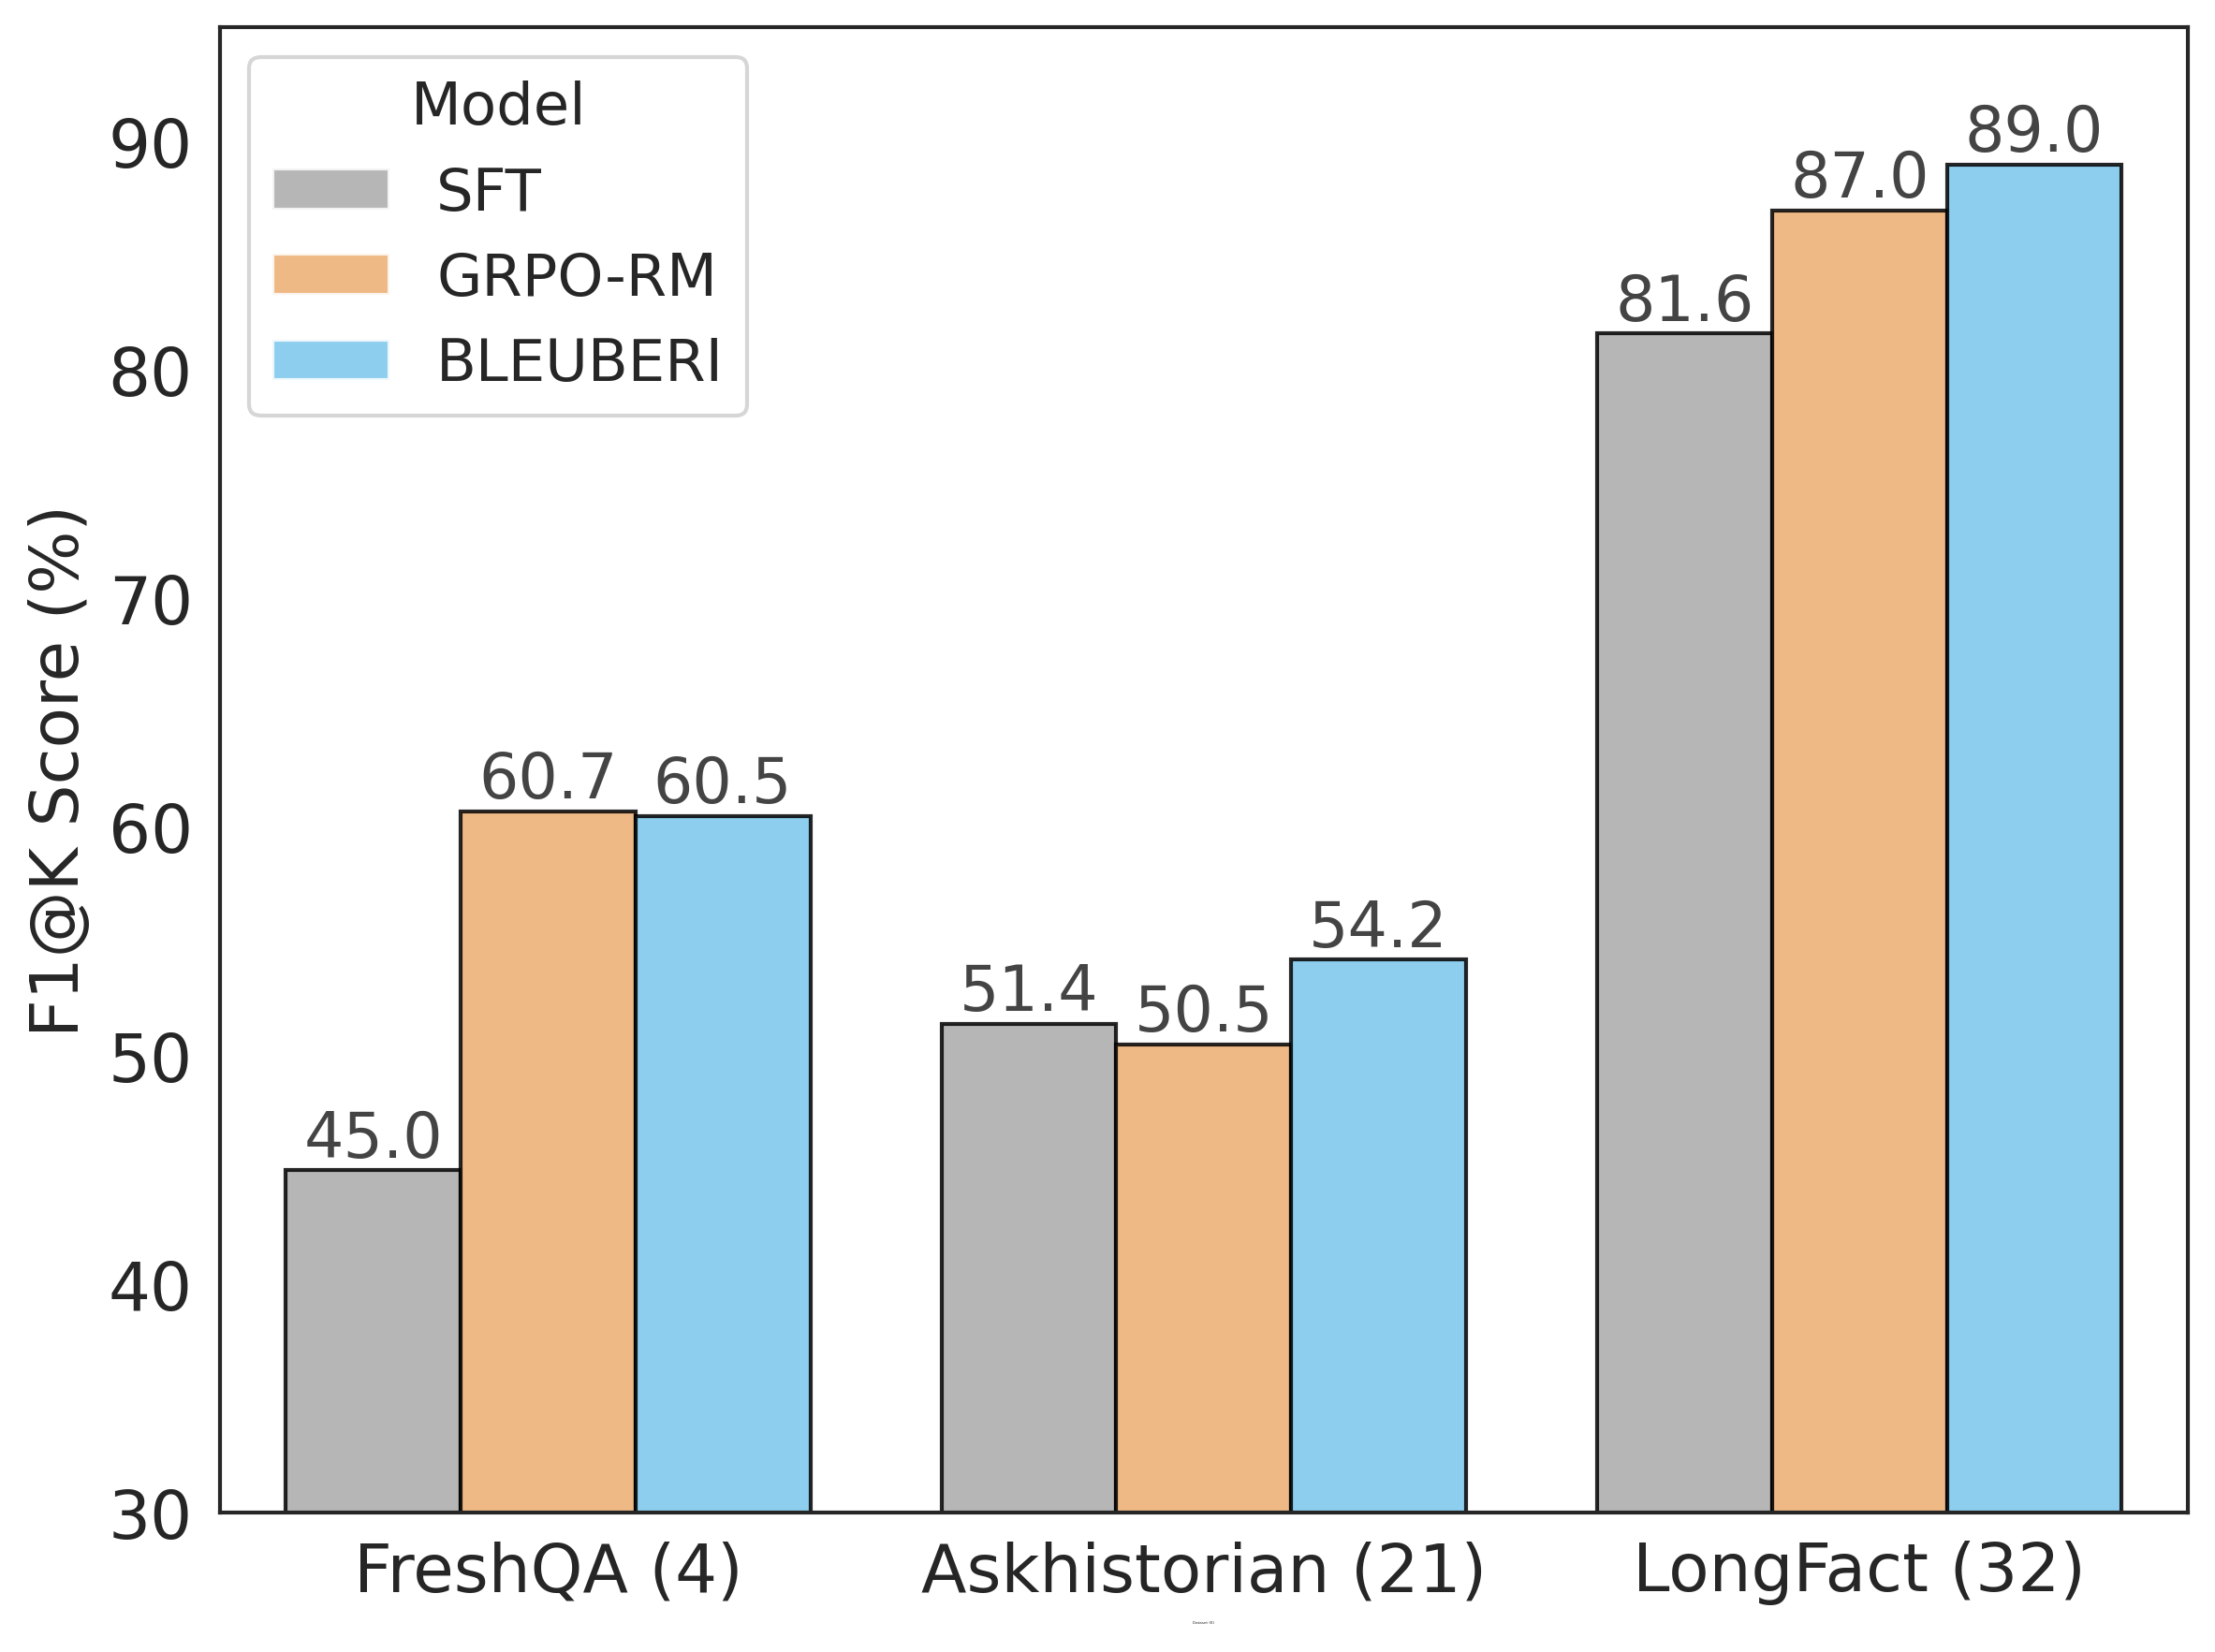 Model
SFT
GRPO-RM
BLEUBERI
F1@K Score (%)
90
80
70
60
50
40
30
45.0
60.7
60.5
51.4
50.5
54.2
81.6
87.0
89.0
FreshQA (4)
Askhistorian (21)
LongFact (32)